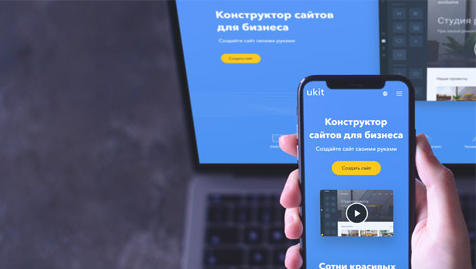 Конструктор сайтов
для бизнеса
Создайте сайт своими руками
Создать сайт
Студия р
Наши проекты
ukit
Конструктор
сайтов для бизнеса
Создайте сайт своими руками
Создать сайт
Сотни красивых